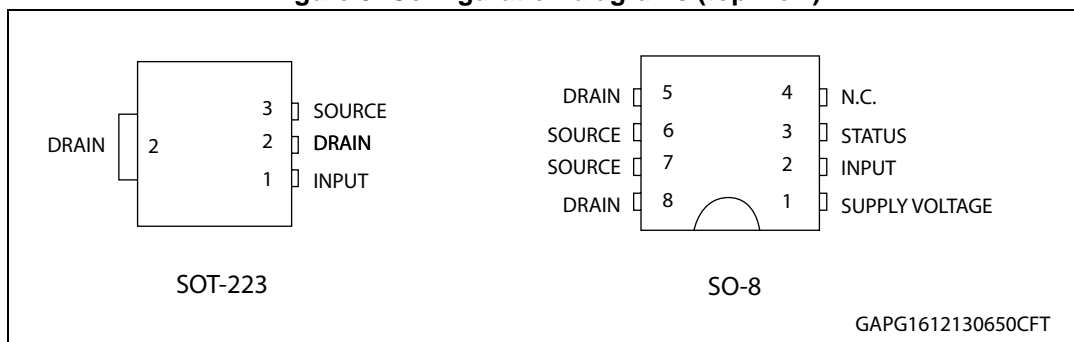 3 SOURCE
DRAIN 2 2 DRAIN
1 INPUT
SOT-223
DRAIN 5 4 N.C.
SOURCE 6 3 STATUS
SOURCE 7 2 INPUT
DRAIN 8 1 SUPPLY VOLTAGE
SO-8
GAPG1612130650CFT